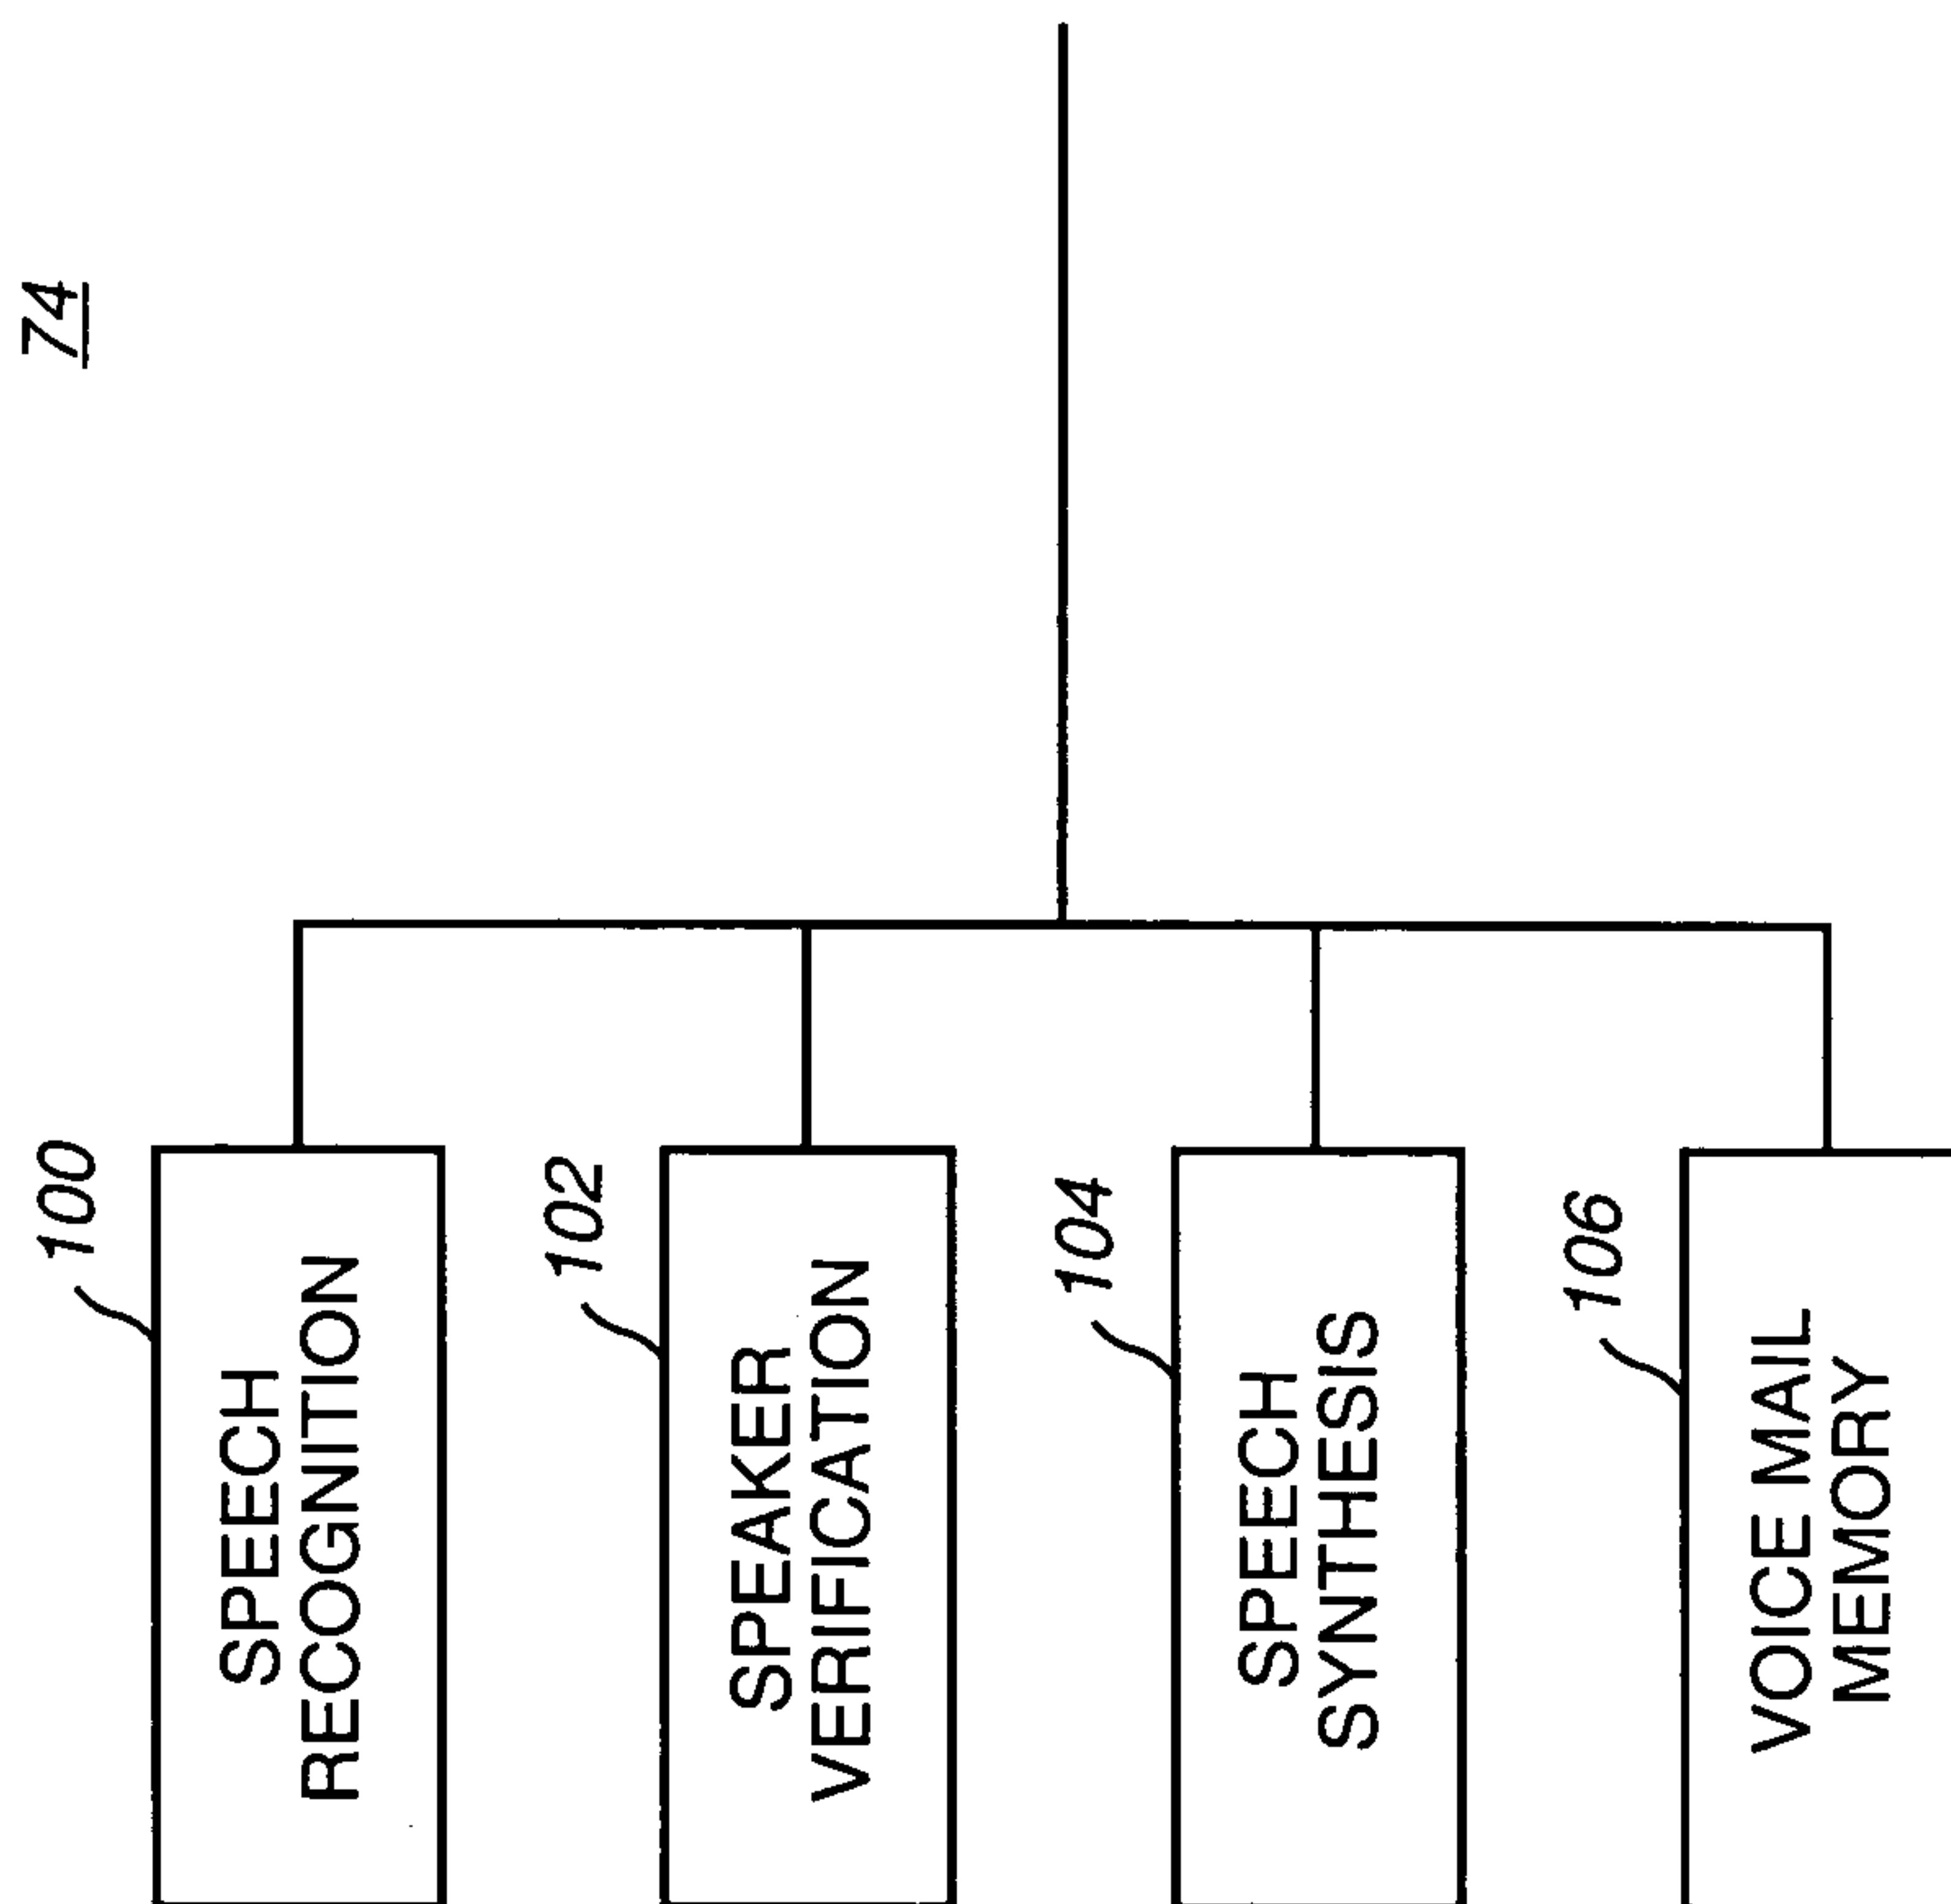 74
100
SPEECH
RECOGNITION
102
SPEAKER
VERIFICATION
104
SPEECH
SYNTHESIS
106
VOICE MAIL
MEMORY